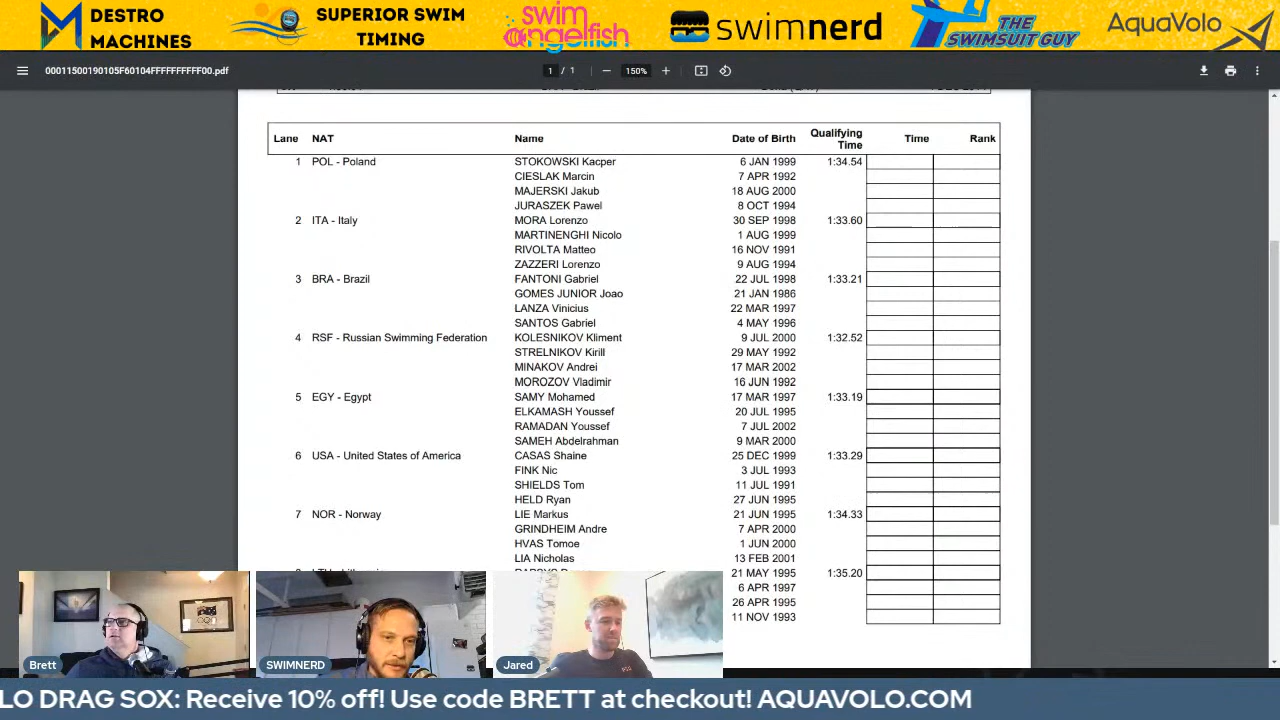 DESTRO MACHINES
SUPERIOR SWIM TIMING
swim angelfish
swimnerd
THE SWIMSUIT GUY
AquaVolo
00011500190105F60104FFFFFFFFFF00.pdf
1 / 1
150%
Lane NAT Name Date of Birth Qualifying Time Time Rank
1 POL - Poland STOKOWSKI Kacper 6 JAN 1999 1:34.54
CIESLAK Marcin 7 APR 1992
MAJERSKI Jakub 18 AUG 2000
JURASZEK Pawel 8 OCT 1994
2 ITA - Italy MORA Lorenzo 30 SEP 1998 1:33.60
MARTINENGHI Nicolo 1 AUG 1999
RIVOLTA Matteo 16 NOV 1991
ZAZZERI Lorenzo 9 AUG 1994
3 BRA - Brazil FANTONI Gabriel 22 JUL 1998 1:33.21
GOMES JUNIOR Joao 21 JAN 1986
LANZA Vinicius 22 MAR 1997
SANTOS Gabriel 4 MAY 1996
4 RSF - Russian Swimming Federation KOLESNIKOV Kliment 9 JUL 2000 1:32.52
STRELNIKOV Kirill 29 MAY 1992
MINAKOV Andrei 17 MAR 2002
MOROZOV Vladimir 16 JUN 1992
5 EGY - Egypt SAMY Mohamed 17 MAR 1997 1:33.19
ELKAMASH Youssef 20 JUL 1995
RAMADAN Youssef 7 JUL 2002
SAMEH Abdelrahman 9 MAR 2000
6 USA - United States of America CASAS Shaine 25 DEC 1999 1:33.29
FINK Nic 3 JUL 1993
SHIELDS Tom 11 JUL 1991
HELD Ryan 27 JUN 1995
7 NOR - Norway LIE Markus 21 JUN 1995 1:34.33
GRINDHEIM Andre 7 APR 2000
HVAS Tomoe 1 JUN 2000
LIA Nicholas 13 FEB 2001
21 MAY 1995 1:35.20
6 APR 1997
26 APR 1995
11 NOV 1993
Brett
SWIMNERD
Jared
LO DRAG SOX: Receive 10% off! Use code BRETT at checkout! AQUAVOLO.COM